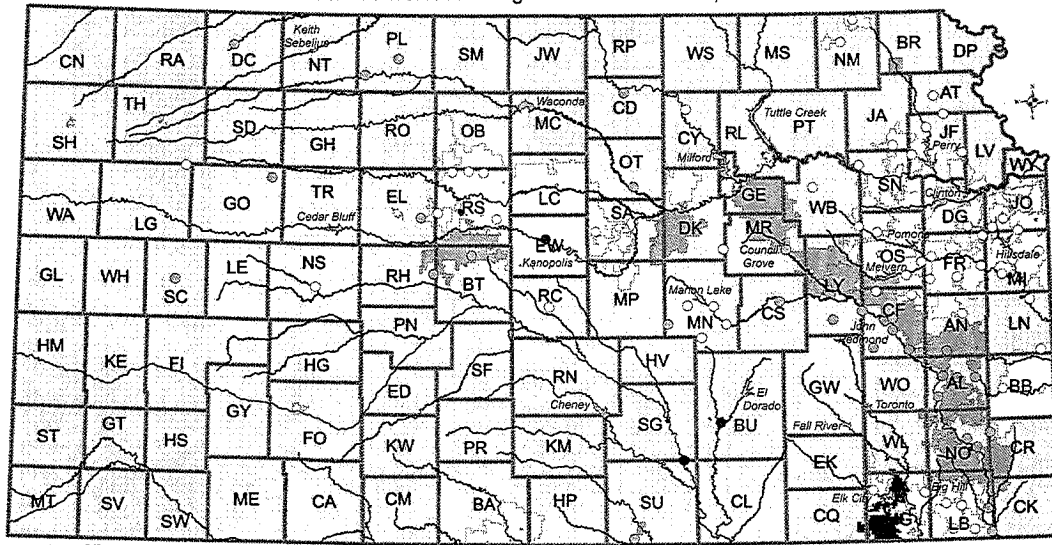 Keith
Sebelius
CN RA DC NT PL SM JW RP WS MS NM BR DP
Waconda
Tuttle Creek
SH TH SD GH RO OB MC CD CY RL PT JA AT
JF
Perry
LV
WY
Milford
WA LG GO TR
Cedar Bluff
EL RS LC OT SA DK GE MR
Council
Grove
WB SN
Clinton
DG JO
GL WH SC LE NS RH BT EW
Kanopolis
RC MP
Marion Lake
MN CS LY OS
Pomona
Melvern
FR
Hillsdale
MI
HM KE FI HG PN SF RN
Cheney
HV
El
Dorado
BU GW CF
John
Redmond
AN LN
ST GT HS GY FO ED KW PR KM SG
Fall River
EK WO
Toronto
AL BB
WL NO CR
MT SV SW ME CA CM BA HP SU CL CQ
Elk City
Big Hill
LB CK